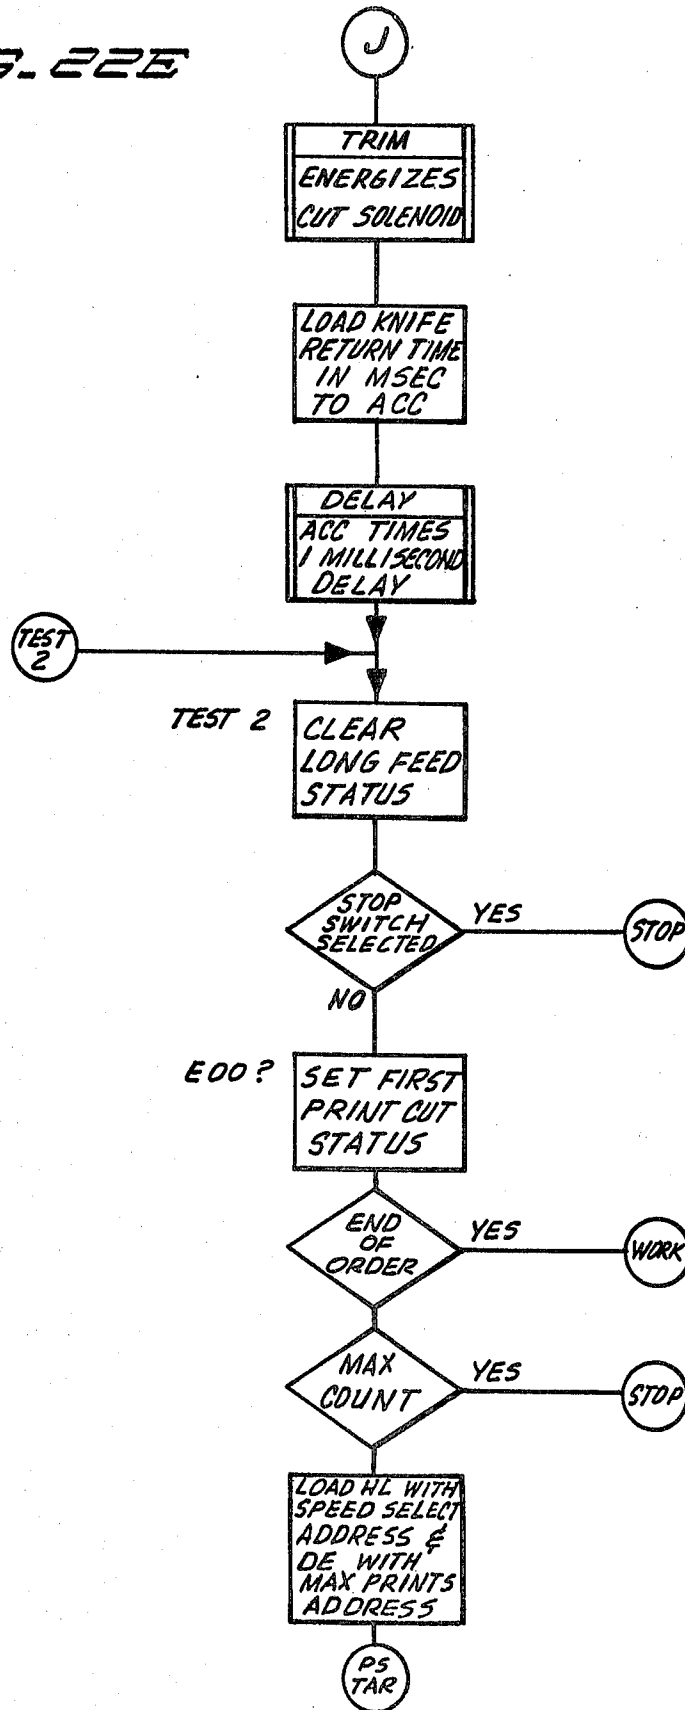 G. 22E
J
TRIM
ENERGIZES
CUT SOLENOID
LOAD KNIFE
RETURN TIME
IN MSEC
TO ACC
DELAY
ACC TIMES
1 MILLISECOND
DELAY
TEST
2
TEST 2
CLEAR
LONG FEED
STATUS
STOP
SWITCH
SELECTED
YES
STOP
NO
EOO?
SET FIRST
PRINT CUT
STATUS
END
OF
ORDER
YES
WORK
MAX
COUNT
YES
STOP
LOAD HL WITH
SPEED SELECT
ADDRESS &
DE WITH
MAX PRINTS
ADDRESS
PS
TAR